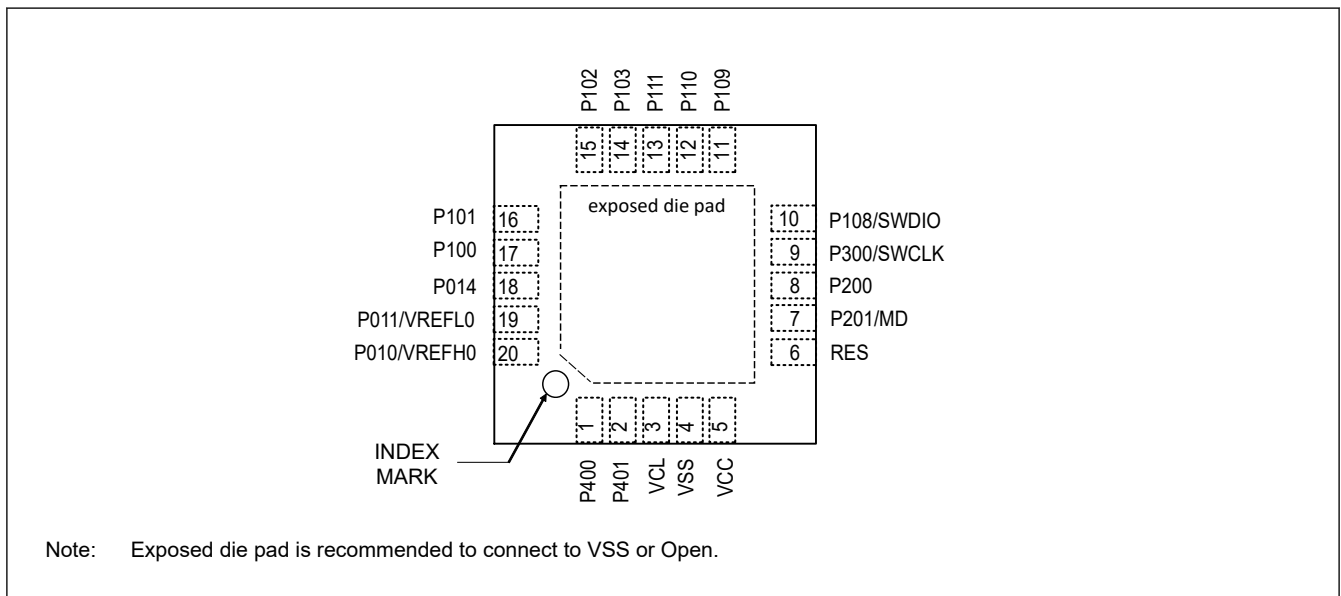 P102 P103 P111 P110 P109
15 14 13 12 11
exposed die pad
P101 16
P100 17
P014 18
P011/VREFL0 19
P010/VREFH0 20
10 P108/SWDIO
9 P300/SWCLK
8 P200
7 P201/MD
6 RES
1 2 3 4 5
P400 P401 VCL VSS VCC
INDEX
MARK
Note: Exposed die pad is recommended to connect to VSS or Open.